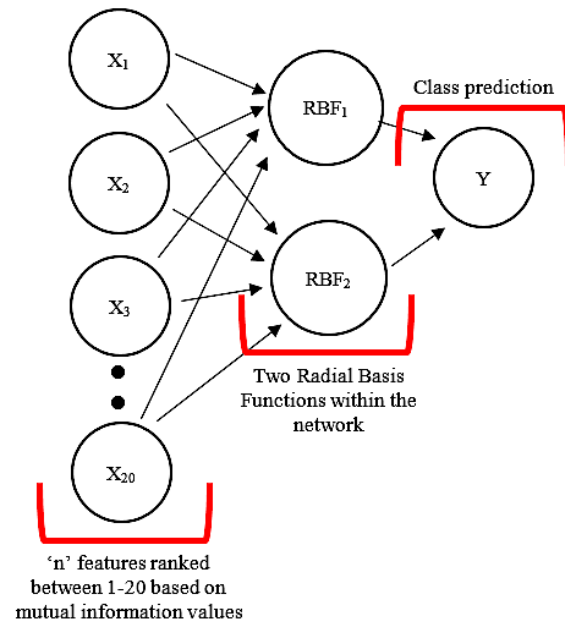 X₁
RBF₁
Class prediction
X₂
Y
X₃
RBF₂
Two Radial Basis
Functions within the
network
X₂₀
‘n’ features ranked
between 1-20 based on
mutual information values